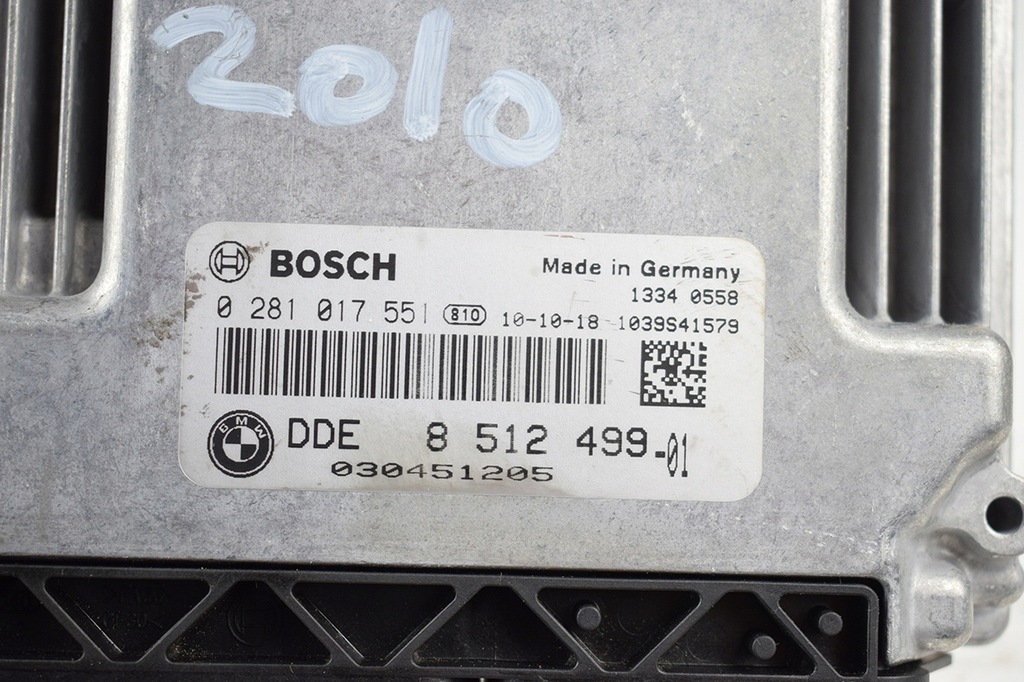 2010
BOSCH
Made in Germany
1334 0558
0 281 017 551 810 10-10-18 1039S41579
BMW
DDE 8 512 499-01
030451205